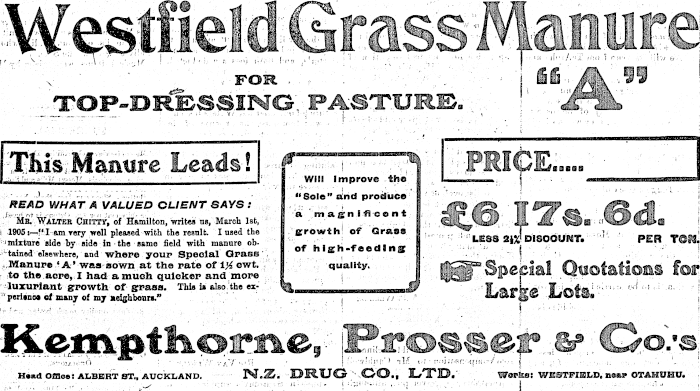 Westfield Grass Manure
FOR
TOP-DRESSING PASTURE.
"A"
This Manure Leads!
READ WHAT A VALUED CLIENT SAYS:
MR. WALTER CHITTY, of Hamilton, writes us, March 1st,
1905:—"I am very well pleased with the result. I used the
mixture side by side in the same field with manure ob-
tained elsewhere, and where your Special Grass
Manure 'A' was sown at the rate of 1½ cwt.
to the acre, I had a much quicker and more
luxuriant growth of grass. This is also the ex-
perience of many of my neighbours."
Will improve the
"Sole" and produce
a magnificent
growth of Grass
of high-feeding
quality.
PRICE.....
£6 17s. 6d.
LESS 2½% DISCOUNT. PER TON.
Special Quotations for
Large Lots.
Kempthorne, Prosser & Co.'s
Head Office: ALBERT ST., AUCKLAND. N.Z. DRUG CO., LTD. Works: WESTFIELD, near OTAHUHU.